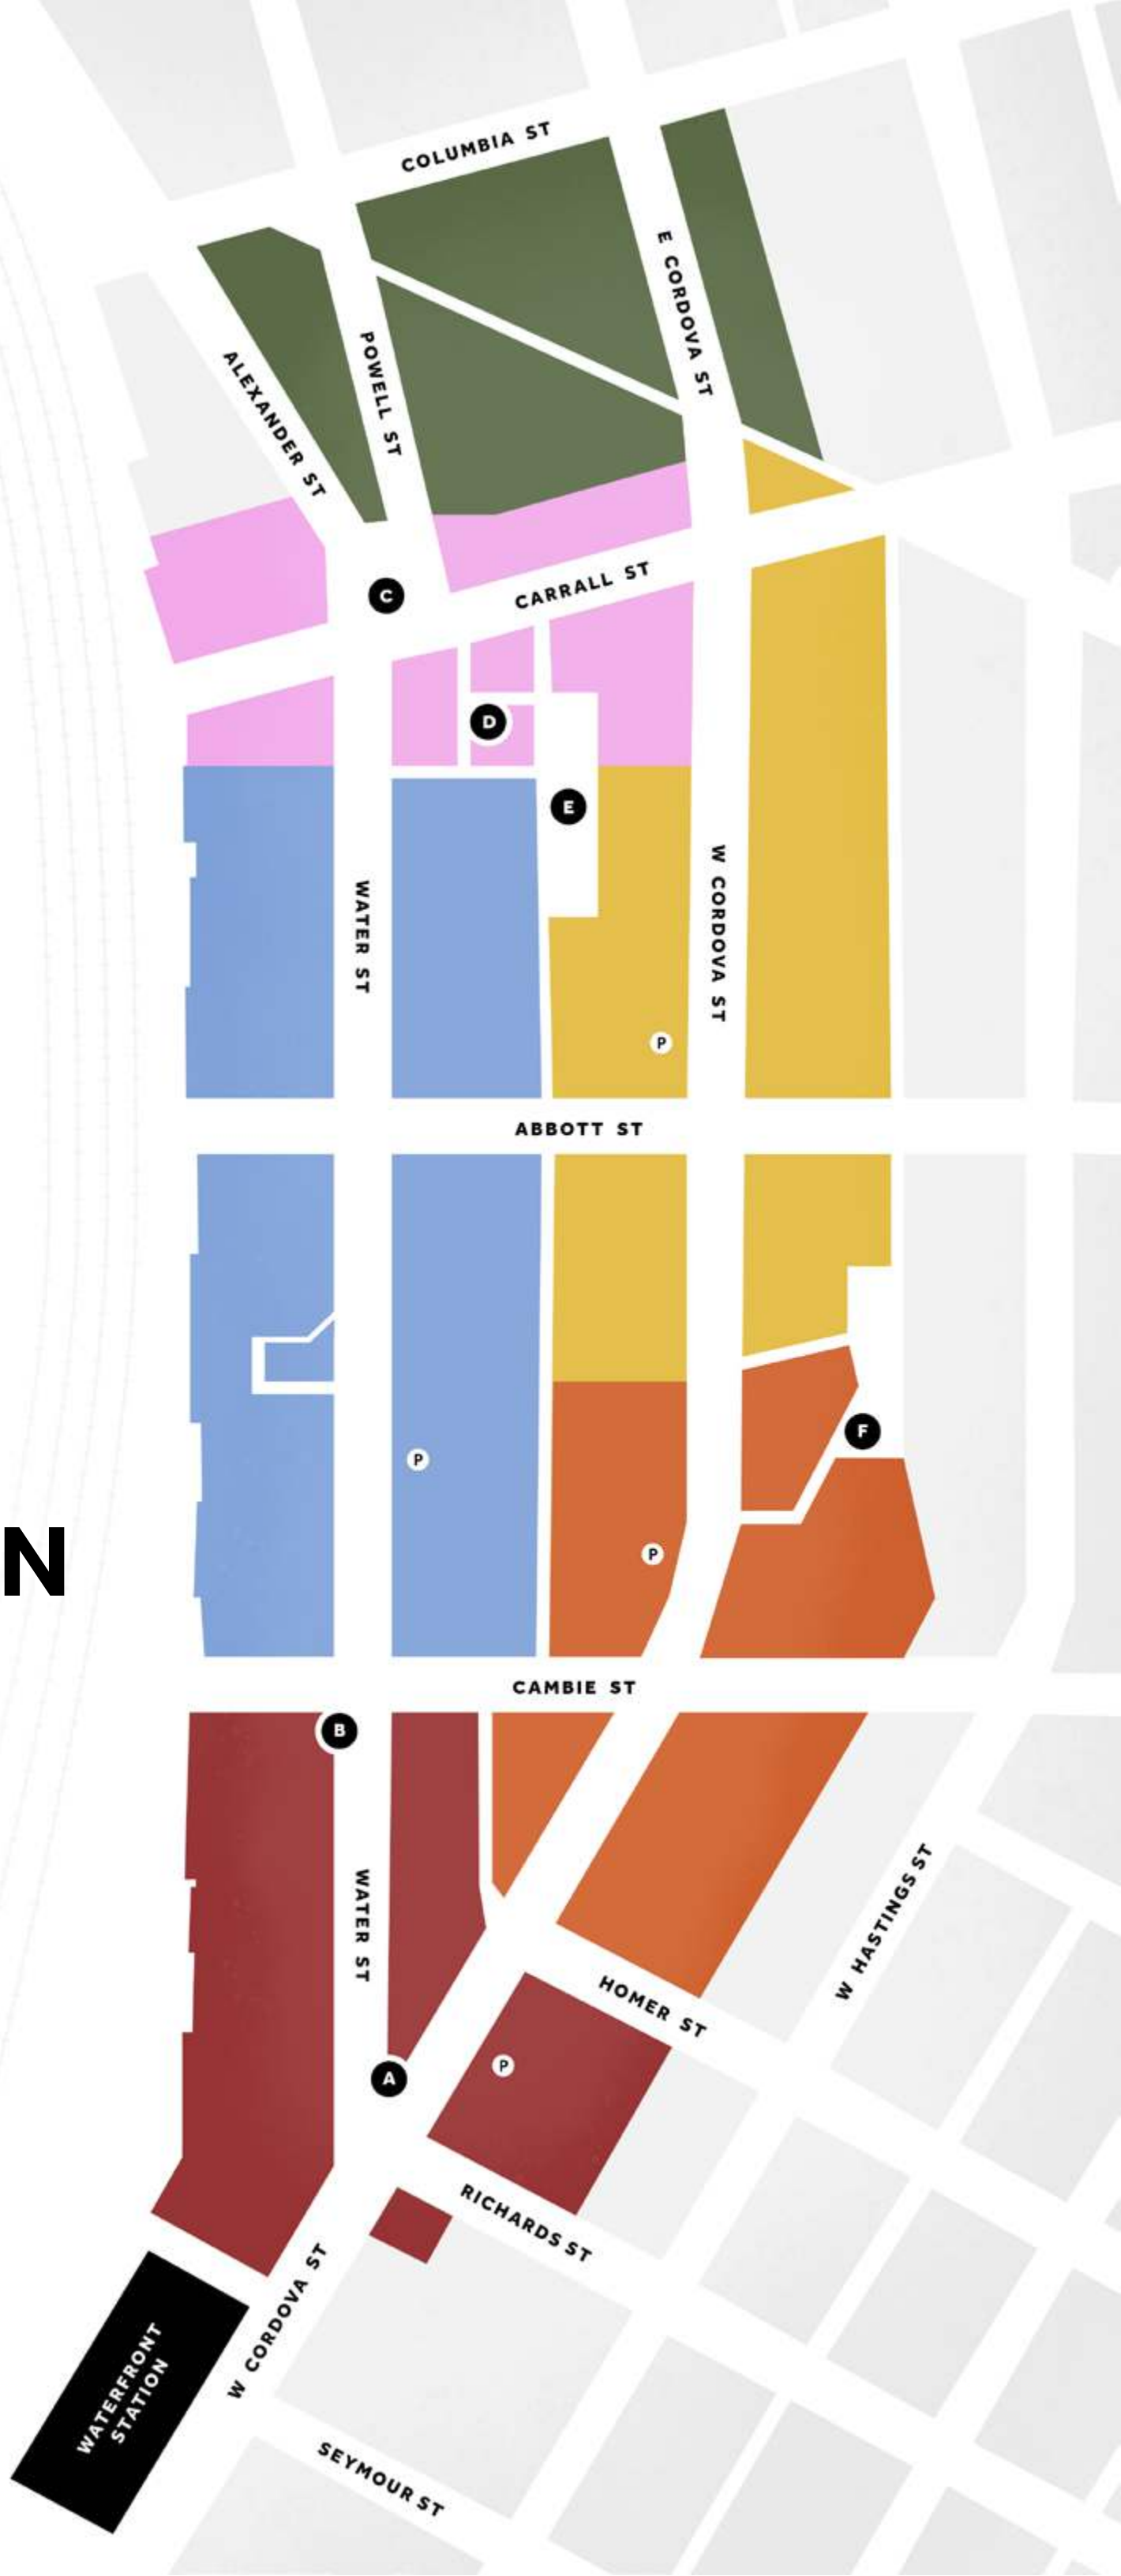 COLUMBIA ST
E CORDOVA ST
POWELL ST
ALEXANDER ST
C
CARRALL ST
D
E
WATER ST
W CORDOVA ST
P
ABBOTT ST
F
P
P
N
CAMBIE ST
B
WATER ST
W HASTINGS ST
HOMER ST
P
A
RICHARDS ST
W CORDOVA ST
WATERFRONT
STATION
SEYMOUR ST